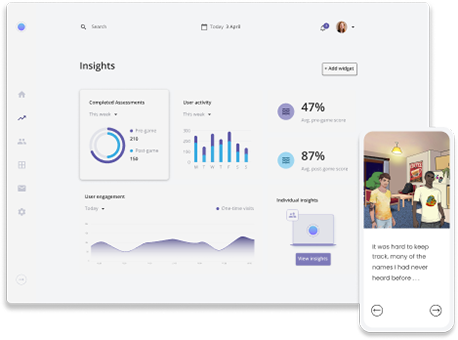 Search
Today 3 April
Insights
+ Add widget
Completed Assessments
This week
Pre-game
210
Post-game
150
User activity
This week
W T F W T F S S
47%
Avg. pre-game score
87%
Avg. post-game score
User engagement
Today
One-time visits
Individual insights
View insights
It was hard to keep
track, many of the
names I had never
heard before ....